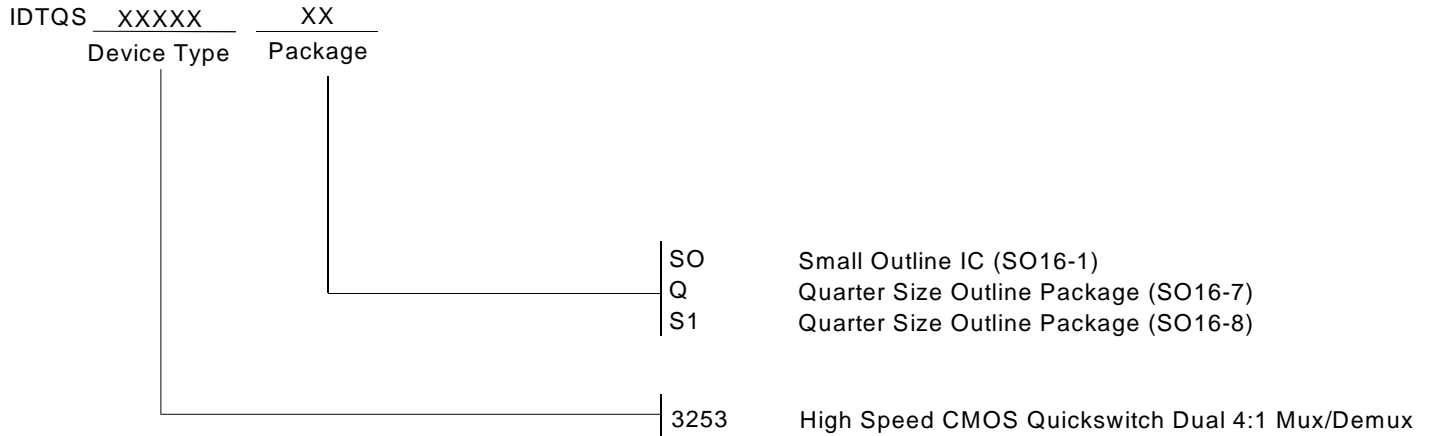 IDTQS XXXXX XX
Device Type Package
SO Small Outline IC (SO16-1)
Q Quarter Size Outline Package (SO16-7)
S1 Quarter Size Outline Package (SO16-8)
3253 High Speed CMOS Quickswitch Dual 4:1 Mux/Demux